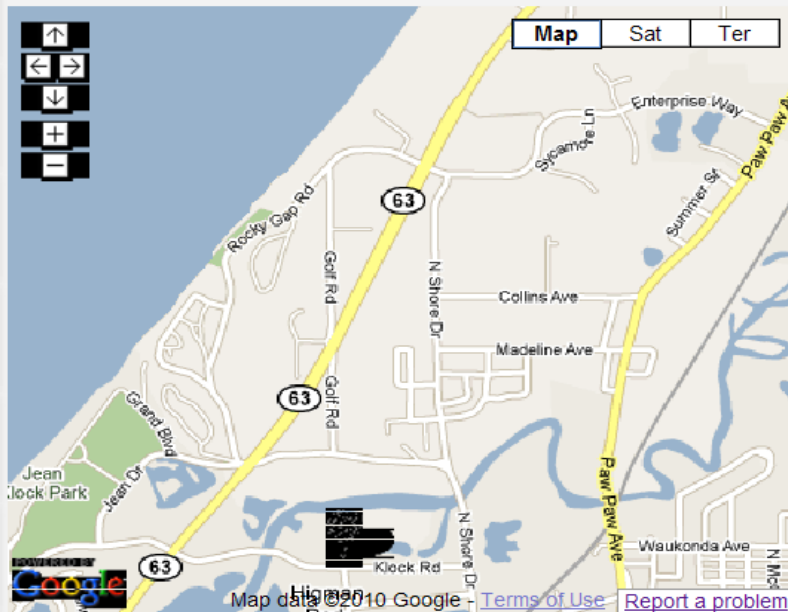 Map Sat Ter
Enterprise Way
Sycamore Ln
Paw Paw A
Summer Sr
63
Rocky Gap Rd
Golf Rd
N Shore Dr
Collins Ave
Madeline Ave
63
Golf Rd
Grand Blvd
Jean
Klock Park
Jean Dr
Paw Paw Ave
N Shore Dr
Waukonda Ave
63
Klock Rd
POWERED BY
Google
Map data ©2010 Google - Terms of Use Report a problem